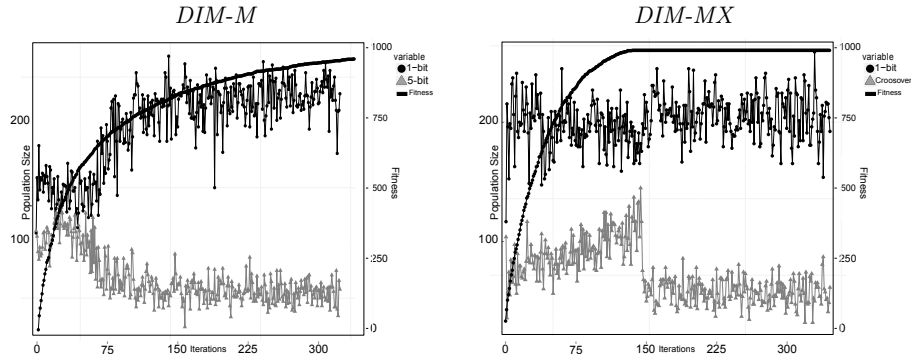 DIM-M
Population Size
200
100
0
75
150
Iterations
225
300
1000
750
500
250
0
Fitness
variable
1-bit
5-bit
Fitness
DIM-MX
Population Size
200
100
0
75
150
Iterations
225
300
1000
750
500
250
0
Fitness
variable
1-bit
Croosover
Fitness